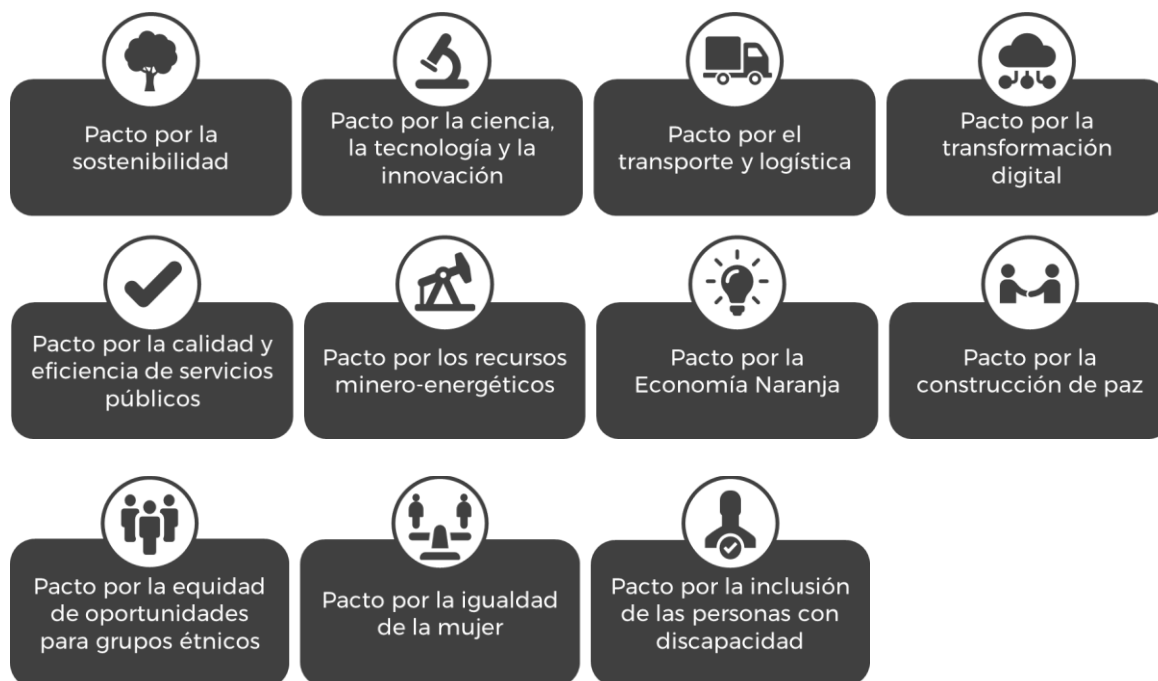 Pacto por la
sostenibilidad
Pacto por la ciencia,
la tecnología y la
innovación
Pacto por el
transporte y logística
Pacto por la
transformación
digital
Pacto por la calidad y
eficiencia de servicios
públicos
Pacto por los recursos
minero-energéticos
Pacto por la
Economía Naranja
Pacto por la
construcción de paz
Pacto por la equidad
de oportunidades
para grupos étnicos
Pacto por la igualdad
de la mujer
Pacto por la inclusión
de las personas con
discapacidad